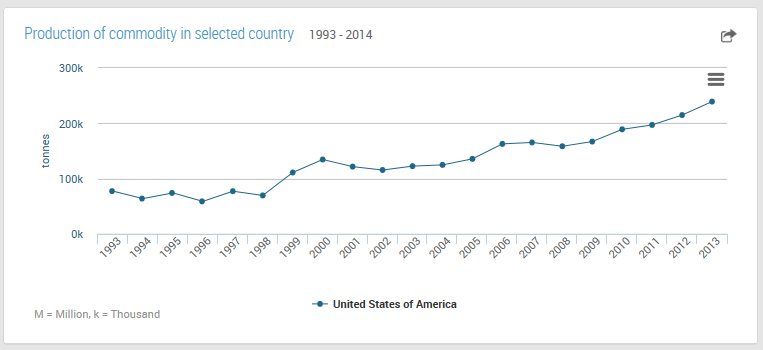 Production of commodity in selected country 1993 - 2014
300k
200k
100k
0k
tonnes
1993 1994 1995 1996 1997 1998 1999 2000 2001 2002 2003 2004 2005 2006 2007 2008 2009 2010 2011 2012 2013
United States of America
M = Million, k = Thousand